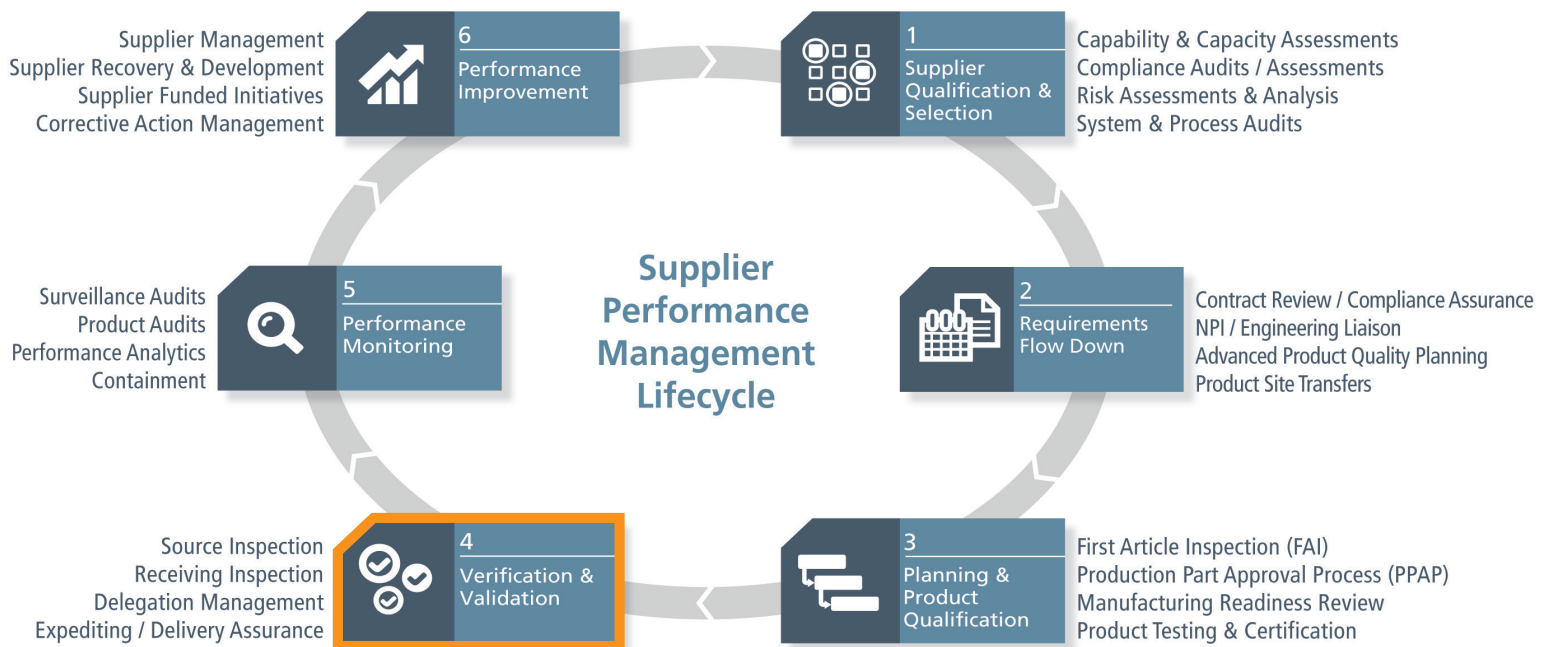 Supplier
Performance
Management
Lifecycle
1
Supplier
Qualification &
Selection
Capability & Capacity Assessments
Compliance Audits / Assessments
Risk Assessments & Analysis
System & Process Audits
2
Requirements
Flow Down
Contract Review / Compliance Assurance
NPI / Engineering Liaison
Advanced Product Quality Planning
Product Site Transfers
3
Planning &
Product
Qualification
First Article Inspection (FAI)
Production Part Approval Process (PPAP)
Manufacturing Readiness Review
Product Testing & Certification
4
Verification &
Validation
Source Inspection
Receiving Inspection
Delegation Management
Expediting / Delivery Assurance
5
Performance
Monitoring
Surveillance Audits
Product Audits
Performance Analytics
Containment
6
Performance
Improvement
Supplier Management
Supplier Recovery & Development
Supplier Funded Initiatives
Corrective Action Management